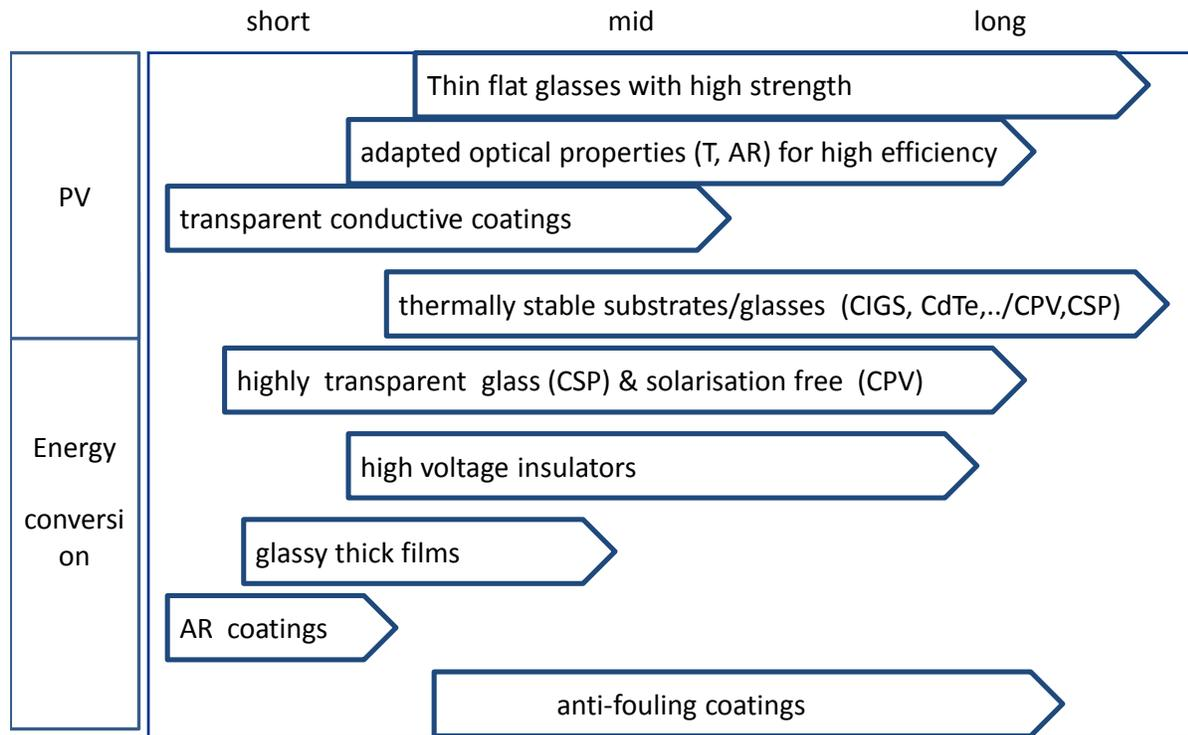 short mid long
PV
Thin flat glasses with high strength
adapted optical properties (T, AR) for high efficiency
transparent conductive coatings
thermally stable substrates/glasses (CIGS, CdTe,../CPV,CSP)
Energy
conversi
on
highly transparent glass (CSP) & solarisation free (CPV)
high voltage insulators
glassy thick films
AR coatings
anti-fouling coatings